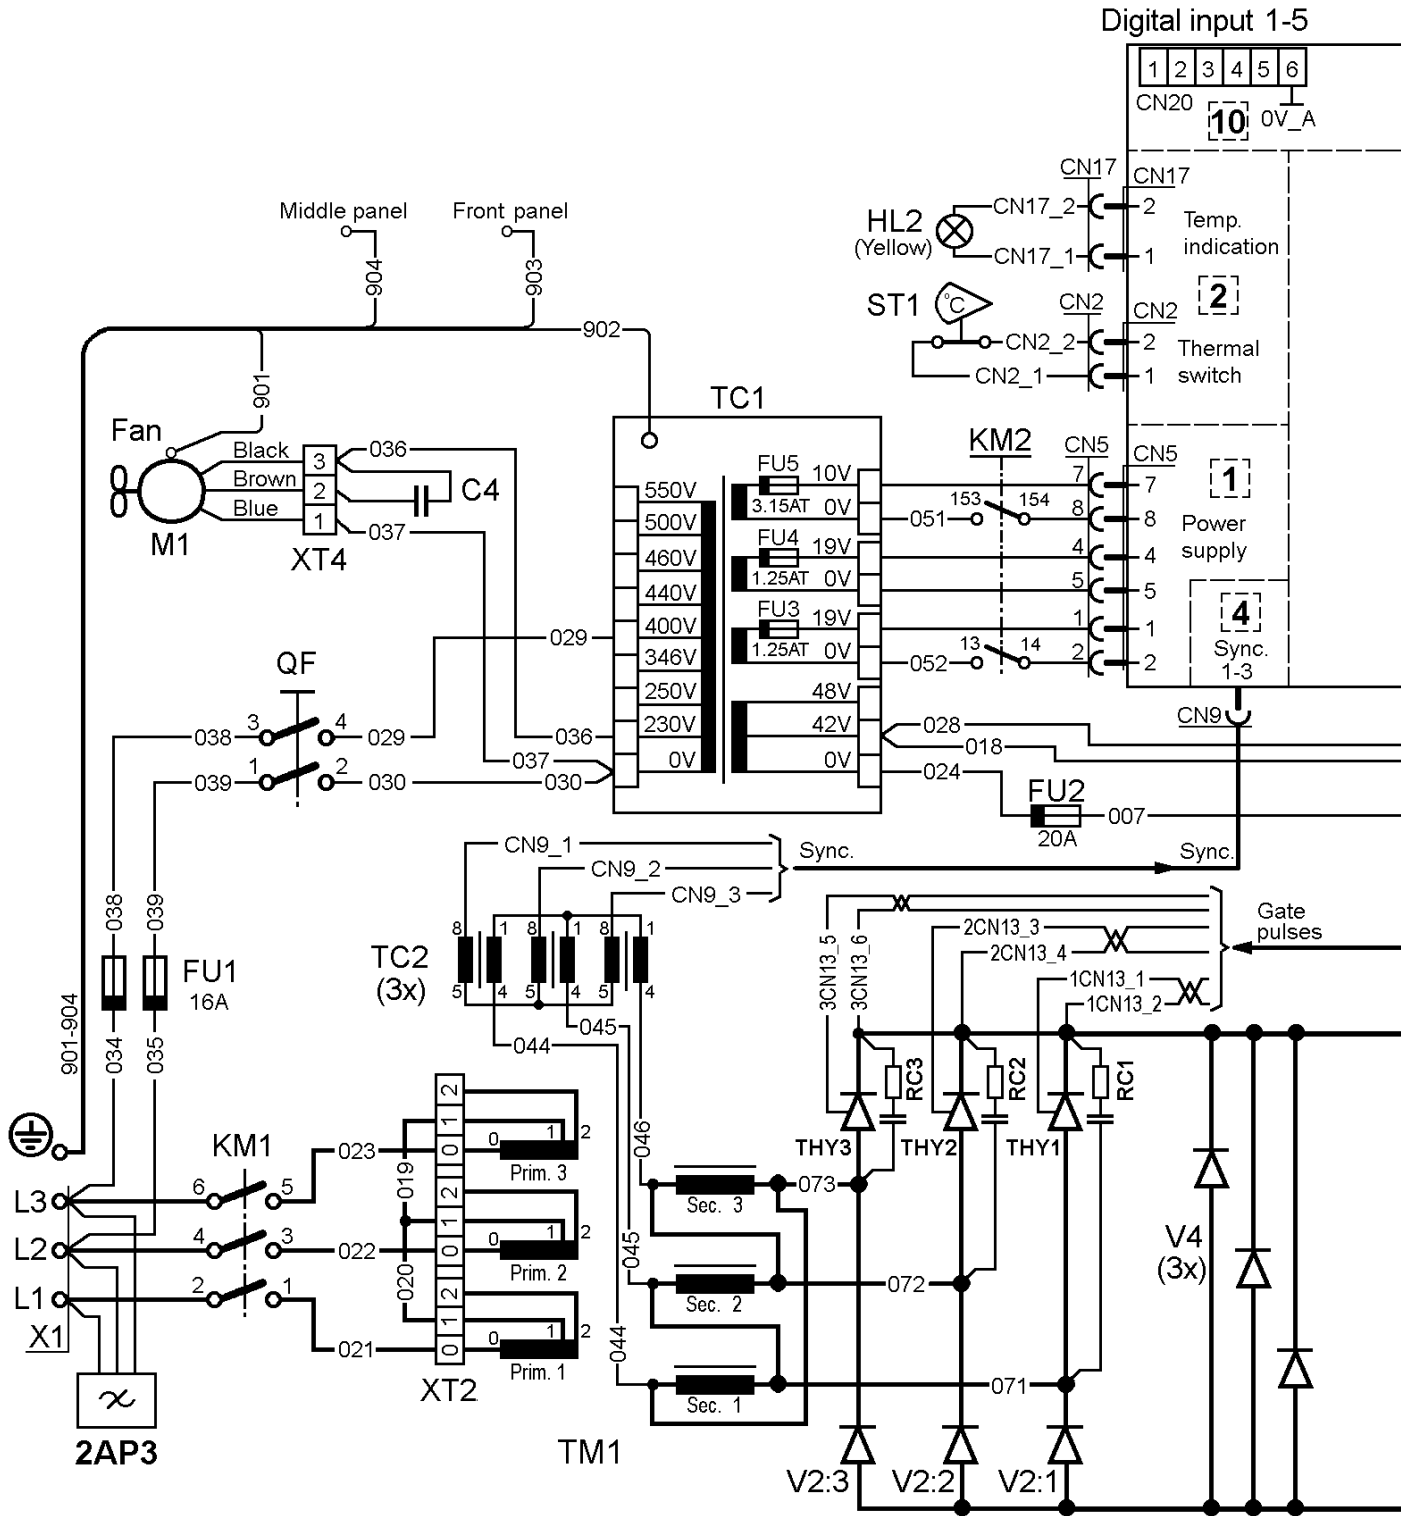 Digital input 1-5
1 2 3 4 5 6
CN20
10
0V_A
Middle panel
Front panel
904
903
902
901
901-904
CN17
CN17
HL2
(Yellow)
CN17_2
2
CN17_1
1
Temp.
indication
2
ST1
°C
CN2
CN2
CN2_2
2
CN2_1
1
Thermal
switch
Fan
M1
Black
Brown
Blue
3
2
1
XT4
036
037
C4
TC1
550V
500V
460V
440V
400V
346V
250V
230V
0V
FU5
3.15AT
10V
0V
FU4
1.25AT
19V
0V
FU3
1.25AT
19V
0V
48V
42V
0V
KM2
051
153
154
052
13
14
CN5
CN5
7
7
8
8
4
4
5
5
1
1
2
2
1
Power
supply
4
Sync.
1-3
CN9
028
018
024
FU2
20A
007
QF
038
3
4
029
029
036
037
039
1
2
030
030
038
039
FU1
16A
034
035
CN9_1
CN9_2
CN9_3
Sync.
Sync.
TC2
(3x)
8
1
8
1
8
1
5
4
5
4
5
4
045
044
3CN13_5
3CN13_6
2CN13_3
2CN13_4
1CN13_1
1CN13_2
Gate
pulses
RC3
RC2
RC1
THY3
THY2
THY1
KM1
L3
6
5
023
L2
4
3
022
L1
2
1
021
X1
019
020
2
1
0
2
1
0
2
1
0
XT2
0
1
2
Prim. 3
0
1
2
Prim. 2
0
1
2
Prim. 1
046
045
044
Sec. 3
Sec. 2
Sec. 1
073
072
071
TM1
V4
(3x)
V2:3
V2:2
V2:1
2AP3